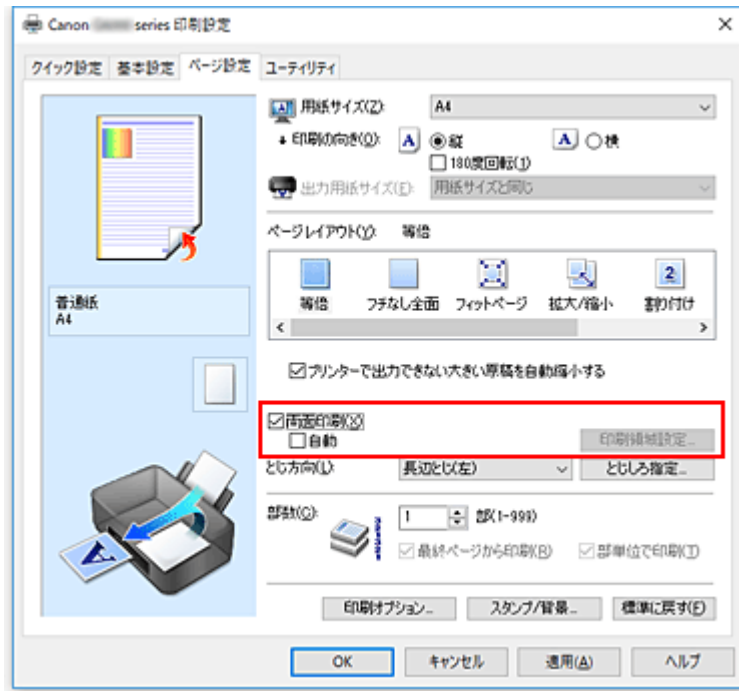 Canon series 印刷設定
クイック設定 基本設定 ページ設定 ユーティリティ
用紙サイズ(Z): A4
印刷の向き(O): A 縦 A 横
180度回転(1)
出力用紙サイズ(E): 用紙サイズと同じ
ページレイアウト(Y): 等倍
等倍 フチなし全面 フィットページ 拡大/縮小 割り付け
プリンターで出力できない大きい原稿を自動縮小する
普通紙
A4
両面印刷(X)
自動 印刷領域設定...
とじ方向(L): 長辺とじ(左) とじしろ指定...
部数(C): 1 部(1-999)
最終ページから印刷(R) 部単位で印刷(T)
印刷オプション... スタンプ/背景... 標準に戻す(F)
OK キャンセル 適用(A) ヘルプ